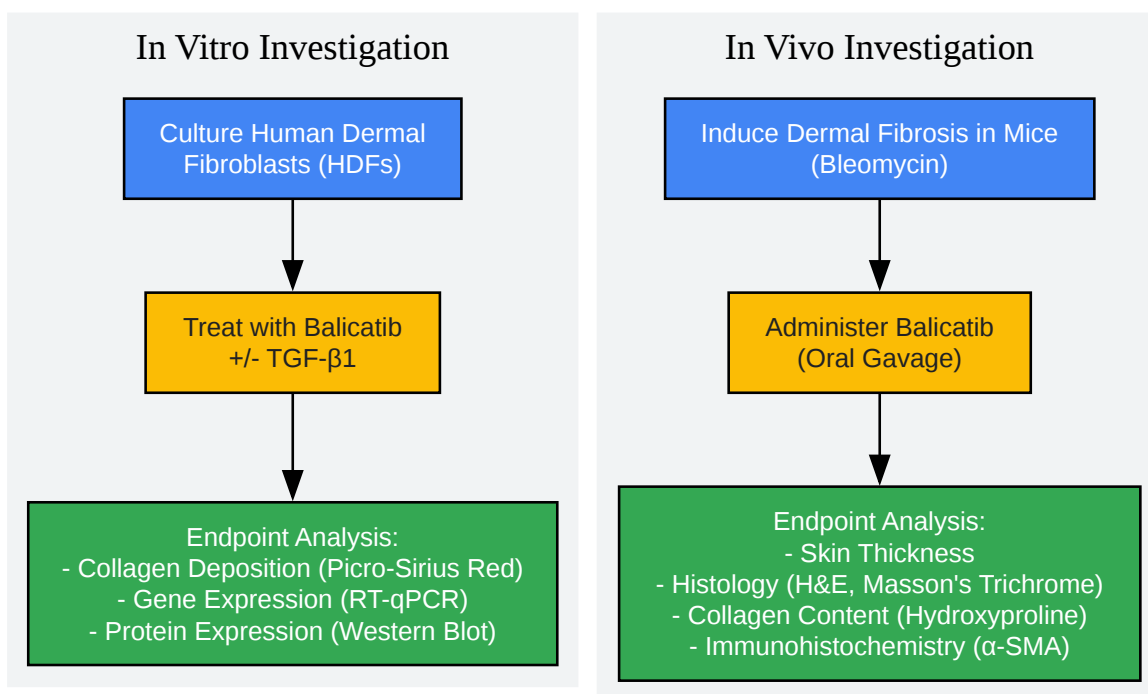 In Vitro Investigation
Culture Human Dermal
Fibroblasts (HDFs)
Treat with Balicatib
+/- TGF-β1
Endpoint Analysis:
- Collagen Deposition (Picro-Sirius Red)
- Gene Expression (RT-qPCR)
- Protein Expression (Western Blot)
In Vivo Investigation
Induce Dermal Fibrosis in Mice
(Bleomycin)
Administer Balicatib
(Oral Gavage)
Endpoint Analysis:
- Skin Thickness
- Histology (H&E, Masson's Trichrome)
- Collagen Content (Hydroxyproline)
- Immunohistochemistry (α-SMA)